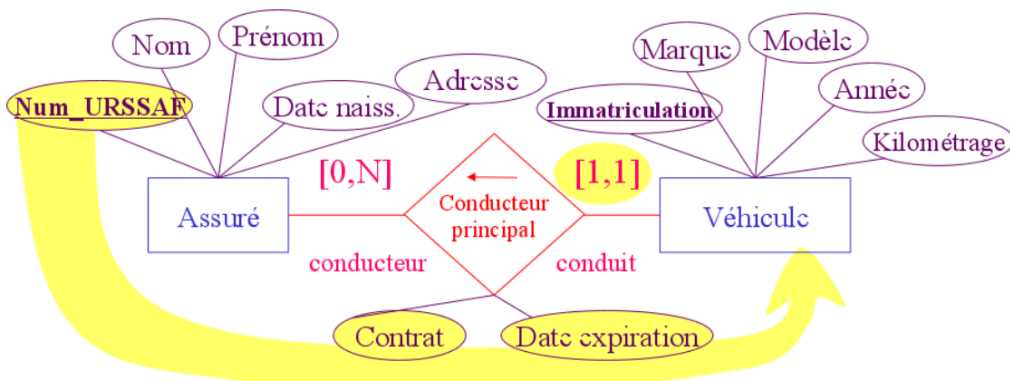 Nom
Prénom
Marque
Modèle
Num_URSSAF
Date naiss.
Adresse
Immatriculation
Année
Kilométrage
[0,N]
[1,1]
Assuré
Conducteur
principal
Véhicule
conducteur
conduit
Contrat
Date expiration